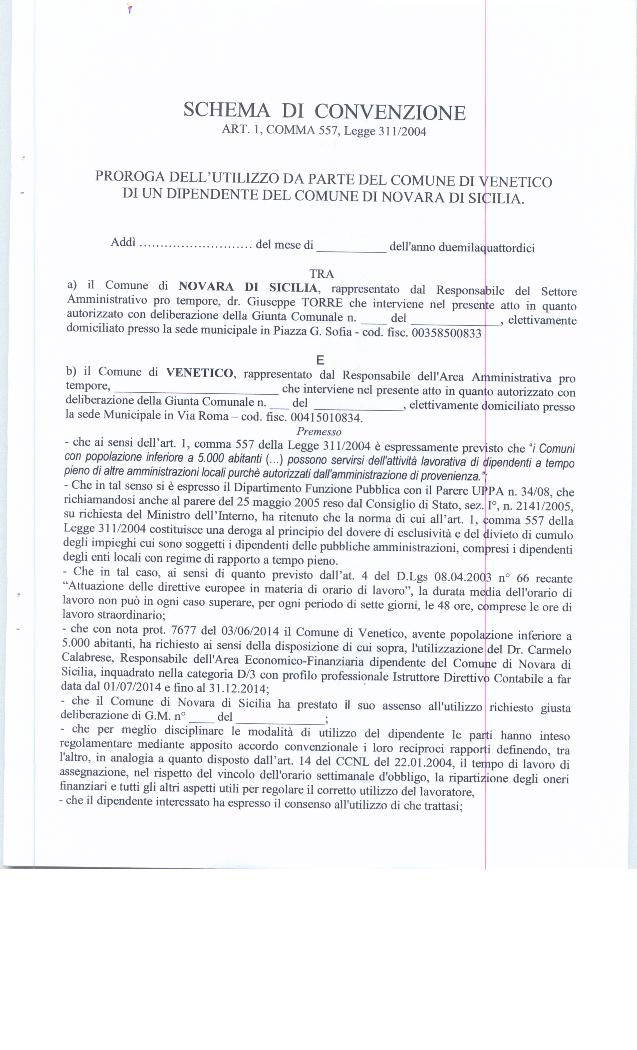 SCHEMA DI CONVENZIONE
ART. 1, COMMA 557, Legge 311/2004
PROROGA DELL'UTILIZZO DA PARTE DEL COMUNE DI VENETICO
DI UN DIPENDENTE DEL COMUNE DI NOVARA DI SICILIA.
Addì ........................... del mese di ____________ dell'anno duemilaquattordici
TRA
a) il Comune di NOVARA DI SICILIA, rappresentato dal Responsabile del Settore
Amministrativo pro tempore, dr. Giuseppe TORRE che interviene nel presente atto in quanto
autorizzato con deliberazione della Giunta Comunale n. ____ del ______________, elettivamente
domiciliato presso la sede municipale in Piazza G. Sofia - cod. fisc. 00358500833
E
b) il Comune di VENETICO, rappresentato dal Responsabile dell'Area Amministrativa pro
tempore, ___________________________ che interviene nel presente atto in quanto autorizzato con
deliberazione della Giunta Comunale n. ___ del ______________, elettivamente domiciliato presso
la sede Municipale in Via Roma – cod. fisc. 00415010834.
Premesso
- che ai sensi dell'art. 1, comma 557 della Legge 311/2004 è espressamente previsto che "i Comuni
con popolazione inferiore a 5.000 abitanti (...) possono servirsi dell'attività lavorativa di dipendenti a tempo
pieno di altre amministrazioni locali purchè autorizzati dall'amministrazione di provenienza.";
- Che in tal senso si è espresso il Dipartimento Funzione Pubblica con il Parere UPPA n. 34/08, che
richiamandosi anche al parere del 25 maggio 2005 reso dal Consiglio di Stato, sez. I°, n. 2141/2005,
su richiesta del Ministro dell'Interno, ha ritenuto che la norma di cui all'art. 1, comma 557 della
Legge 311/2004 costituisce una deroga al principio del dovere di esclusività e del divieto di cumulo
degli impieghi cui sono soggetti i dipendenti delle pubbliche amministrazioni, compresi i dipendenti
degli enti locali con regime di rapporto a tempo pieno.
- Che in tal caso, ai sensi di quanto previsto dall'at. 4 del D.Lgs 08.04.2003 n° 66 recante
"Attuazione delle direttive europee in materia di orario di lavoro", la durata media dell'orario di
lavoro non può in ogni caso superare, per ogni periodo di sette giorni, le 48 ore, comprese le ore di
lavoro straordinario;
- che con nota prot. 7677 del 03/06/2014 il Comune di Venetico, avente popolazione inferiore a
5.000 abitanti, ha richiesto ai sensi della disposizione di cui sopra, l'utilizzazione del Dr. Carmelo
Calabrese, Responsabile dell'Area Economico-Finanziaria dipendente del Comune di Novara di
Sicilia, inquadrato nella categoria D/3 con profilo professionale Istruttore Direttivo Contabile a far
data dal 01/07/2014 e fino al 31.12.2014;
- che il Comune di Novara di Sicilia ha prestato il suo assenso all'utilizzo richiesto giusta
deliberazione di G.M. n° ____ del ______________;
- che per meglio disciplinare le modalità di utilizzo del dipendente le parti hanno inteso
regolamentare mediante apposito accordo convenzionale i loro reciproci rapporti definendo, tra
l'altro, in analogia a quanto disposto dall'art. 14 del CCNL del 22.01.2004, il tempo di lavoro di
assegnazione, nel rispetto del vincolo dell'orario settimanale d'obbligo, la ripartizione degli oneri
finanziari e tutti gli altri aspetti utili per regolare il corretto utilizzo del lavoratore,
- che il dipendente interessato ha espresso il consenso all'utilizzo di che trattasi;